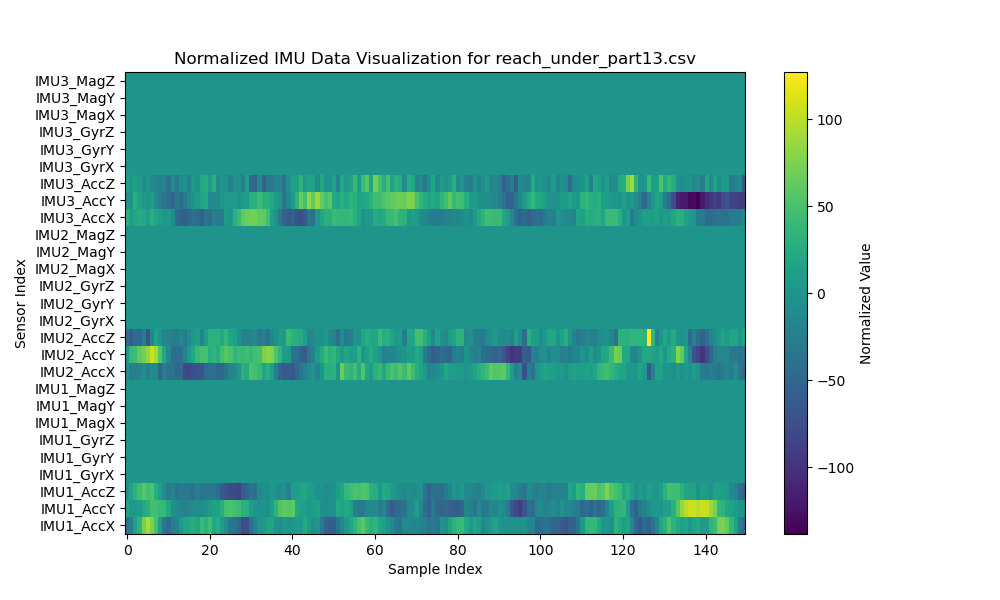 Normalized IMU Data Visualization for reach_under_part13.csv
IMU3_MagZ
IMU3_MagY
IMU3_MagX
IMU3_GyrZ
IMU3_GyrY
IMU3_GyrX
IMU3_AccZ
IMU3_AccY
IMU3_AccX
IMU2_MagZ
IMU2_MagY
IMU2_MagX
IMU2_GyrZ
IMU2_GyrY
IMU2_GyrX
IMU2_AccZ
IMU2_AccY
IMU2_AccX
IMU1_MagZ
IMU1_MagY
IMU1_MagX
IMU1_GyrZ
IMU1_GyrY
IMU1_GyrX
IMU1_AccZ
IMU1_AccY
IMU1_AccX
Sensor Index
0 20 40 60 80 100 120 140
Sample Index
100
50
0
−50
−100
Normalized Value